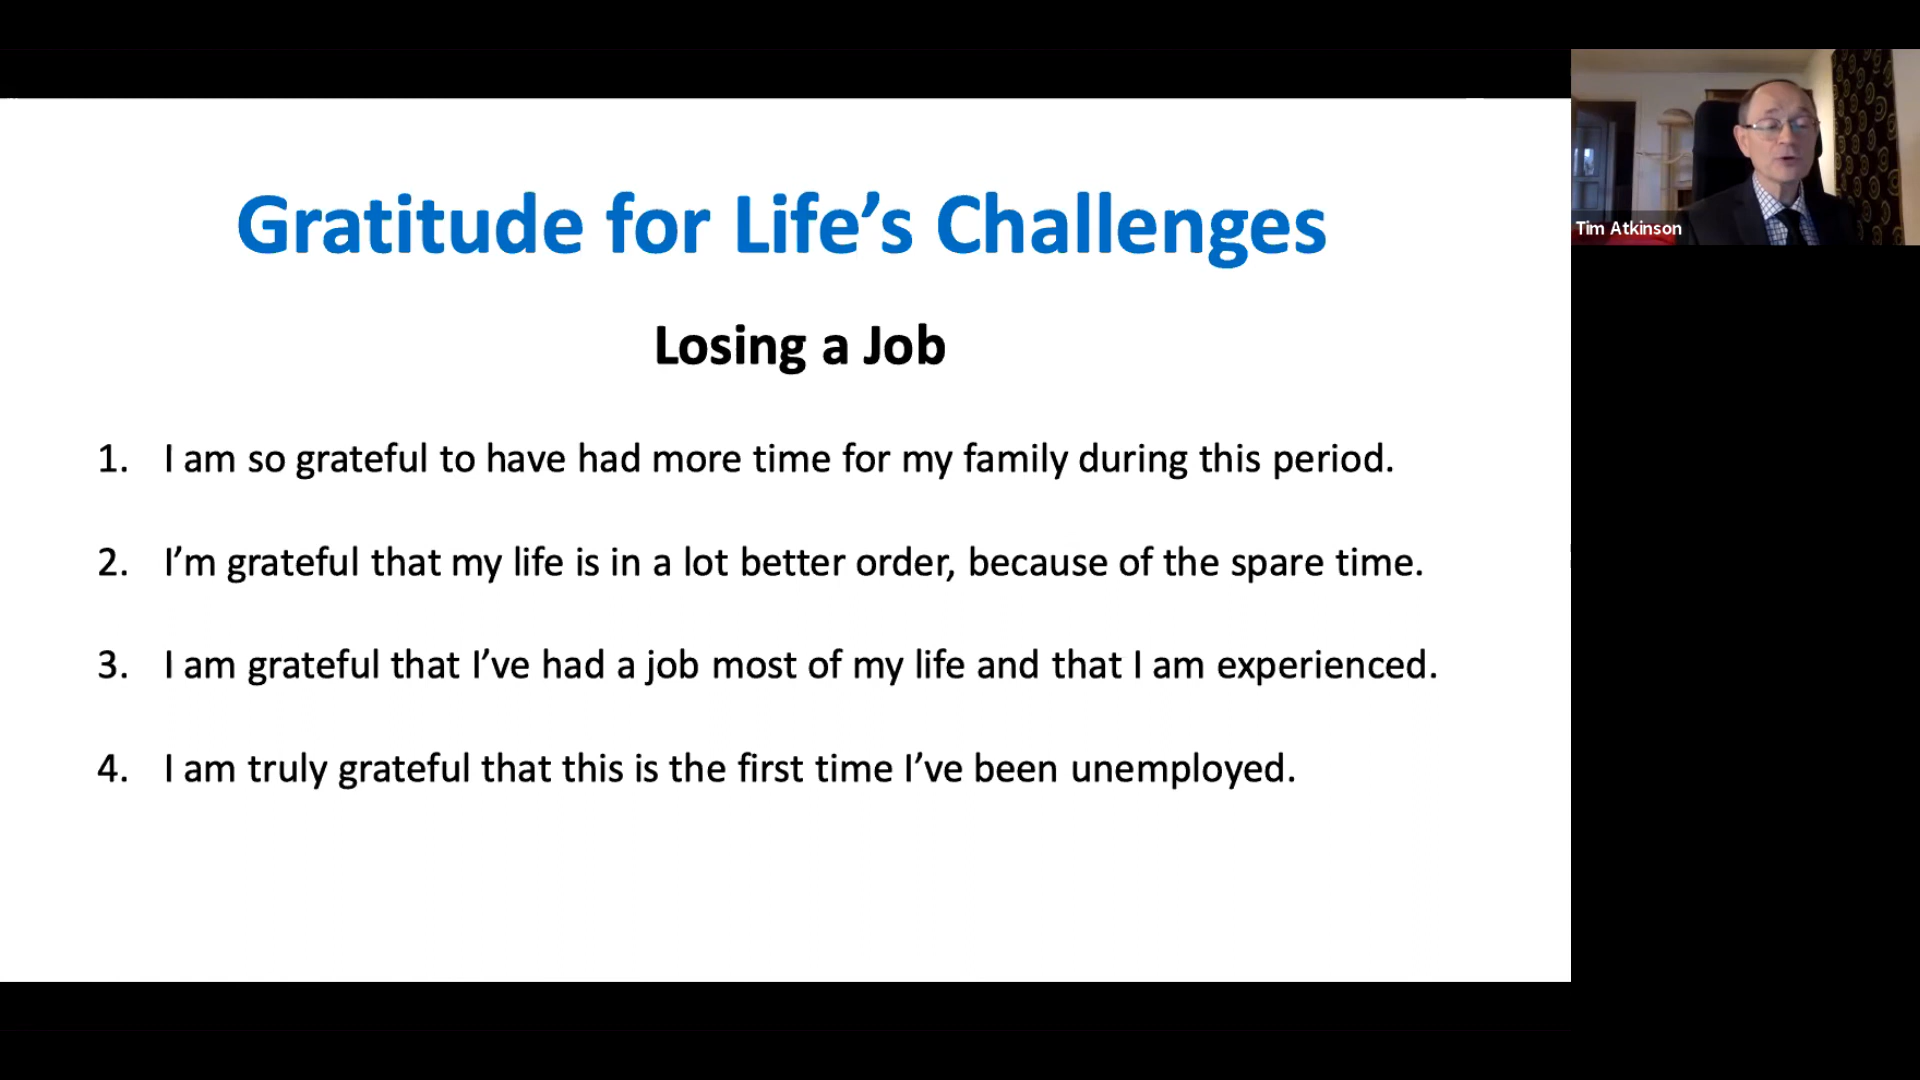 Gratitude for Life’s Challenges
Losing a Job
1. I am so grateful to have had more time for my family during this period.
2. I’m grateful that my life is in a lot better order, because of the spare time.
3. I am grateful that I’ve had a job most of my life and that I am experienced.
4. I am truly grateful that this is the first time I’ve been unemployed.
Tim Atkinson